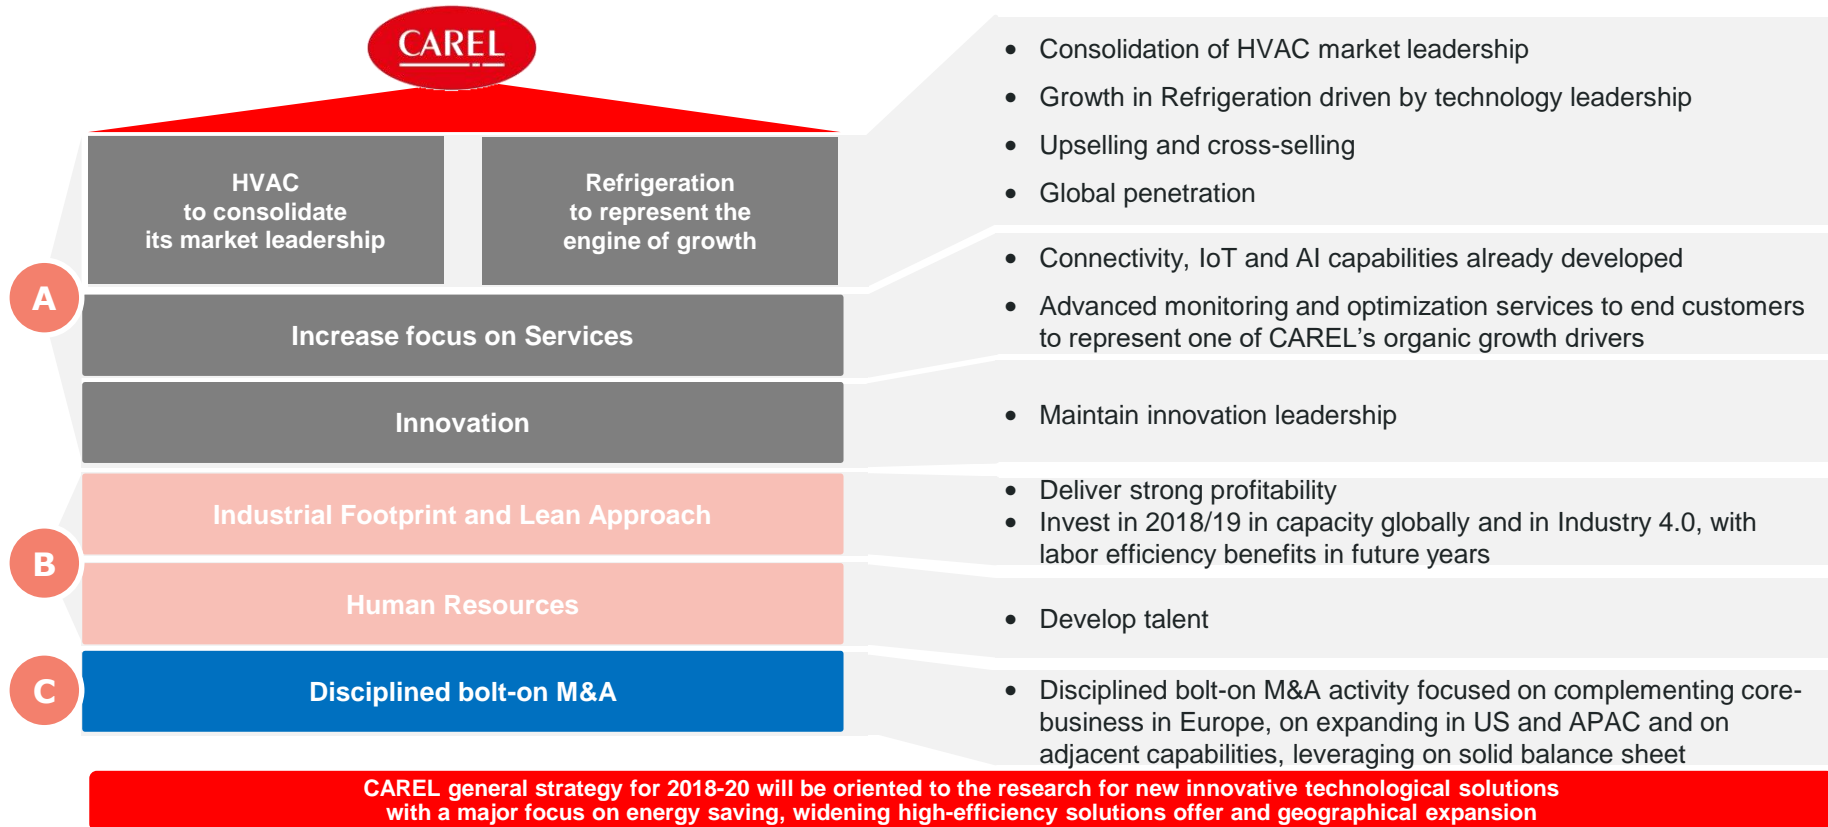 CAREL
HVAC
to consolidate
its market leadership
Refrigeration
to represent the
engine of growth
• Consolidation of HVAC market leadership
• Growth in Refrigeration driven by technology leadership
• Upselling and cross-selling
• Global penetration
A
Increase focus on Services
• Connectivity, IoT and AI capabilities already developed
• Advanced monitoring and optimization services to end customers
to represent one of CAREL’s organic growth drivers
Innovation
• Maintain innovation leadership
B
Industrial Footprint and Lean Approach
• Deliver strong profitability
• Invest in 2018/19 in capacity globally and in Industry 4.0, with
labor efficiency benefits in future years
Human Resources
• Develop talent
C
Disciplined bolt-on M&A
• Disciplined bolt-on M&A activity focused on complementing core-
business in Europe, on expanding in US and APAC and on
adjacent capabilities, leveraging on solid balance sheet
CAREL general strategy for 2018-20 will be oriented to the research for new innovative technological solutions
with a major focus on energy saving, widening high-efficiency solutions offer and geographical expansion